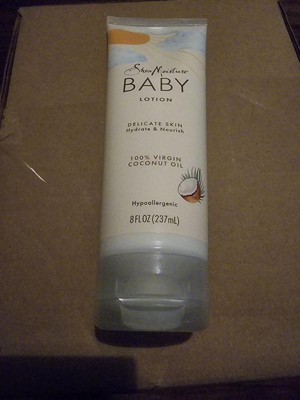 SheaMoisture
BABY
LOTION
DELICATE SKIN
Hydrate & Nourish
100% VIRGIN
COCONUT OIL
Hypoallergenic
8 FL OZ (237mL)